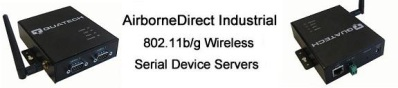 QUATECH
AirborneDirect Industrial
802.11b/g Wireless
Serial Device Servers
QUATECH